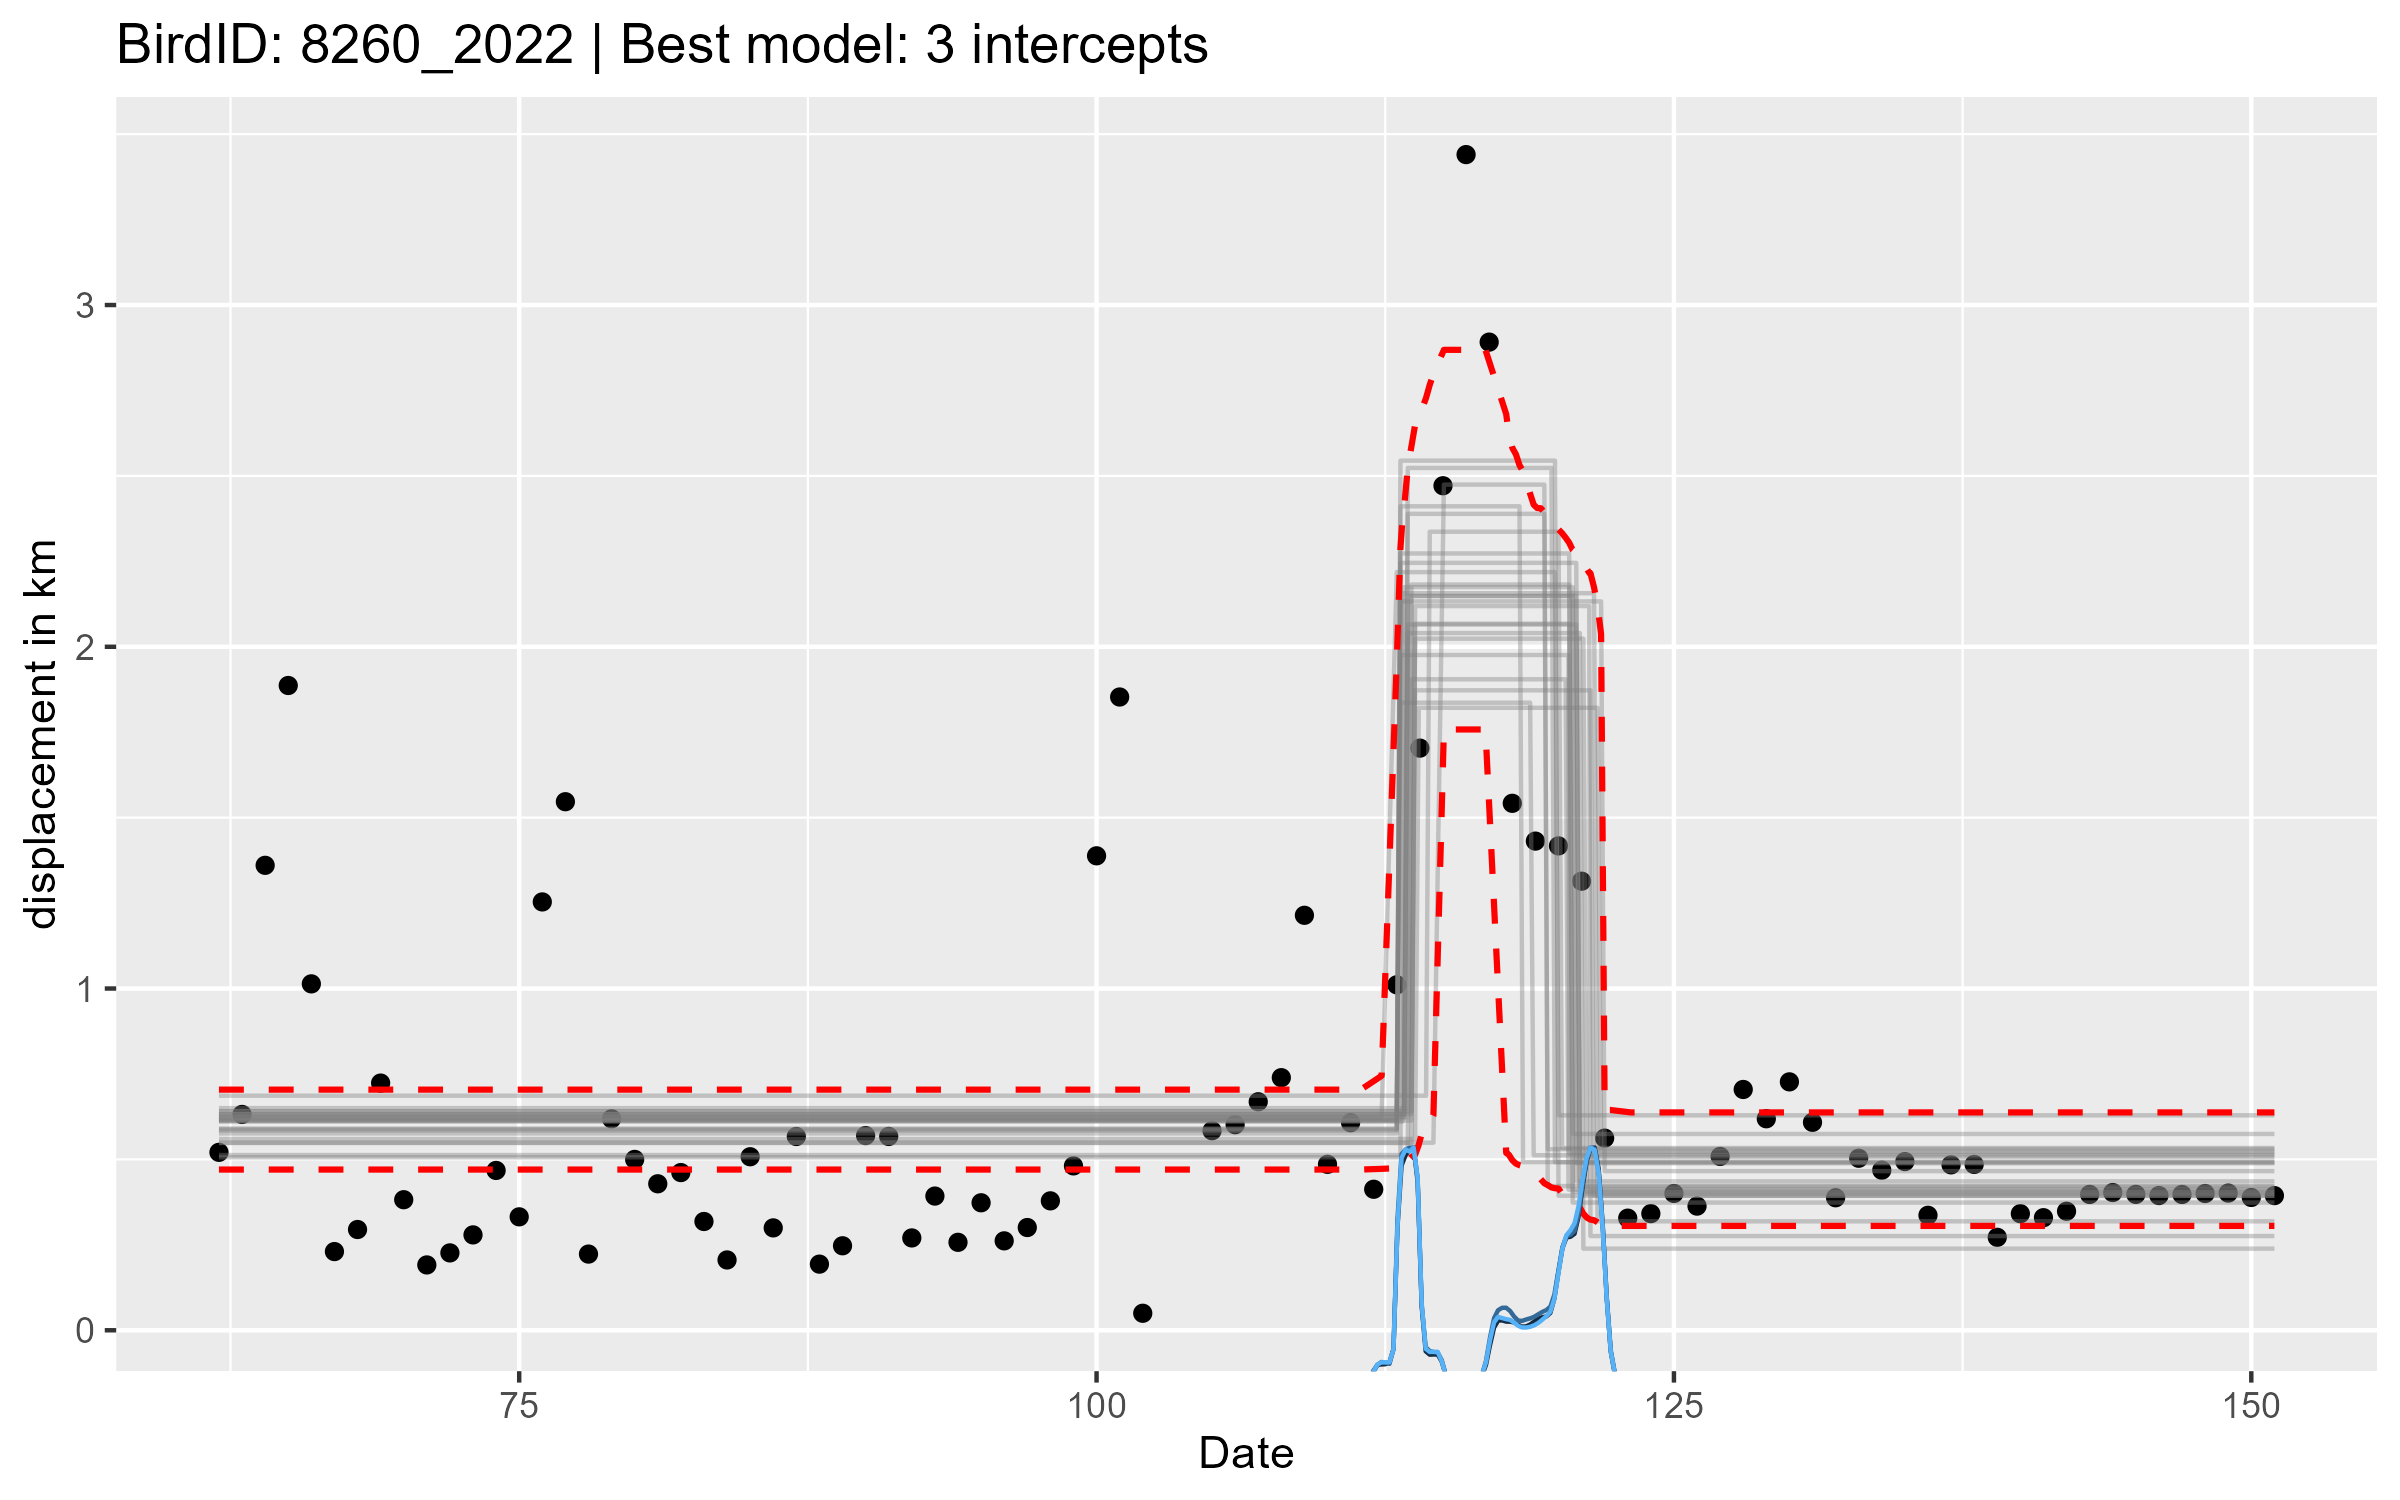 BirdID: 8260_2022 | Best model: 3 intercepts
displacement in km
3
2
1
0
75
100
125
150
Date